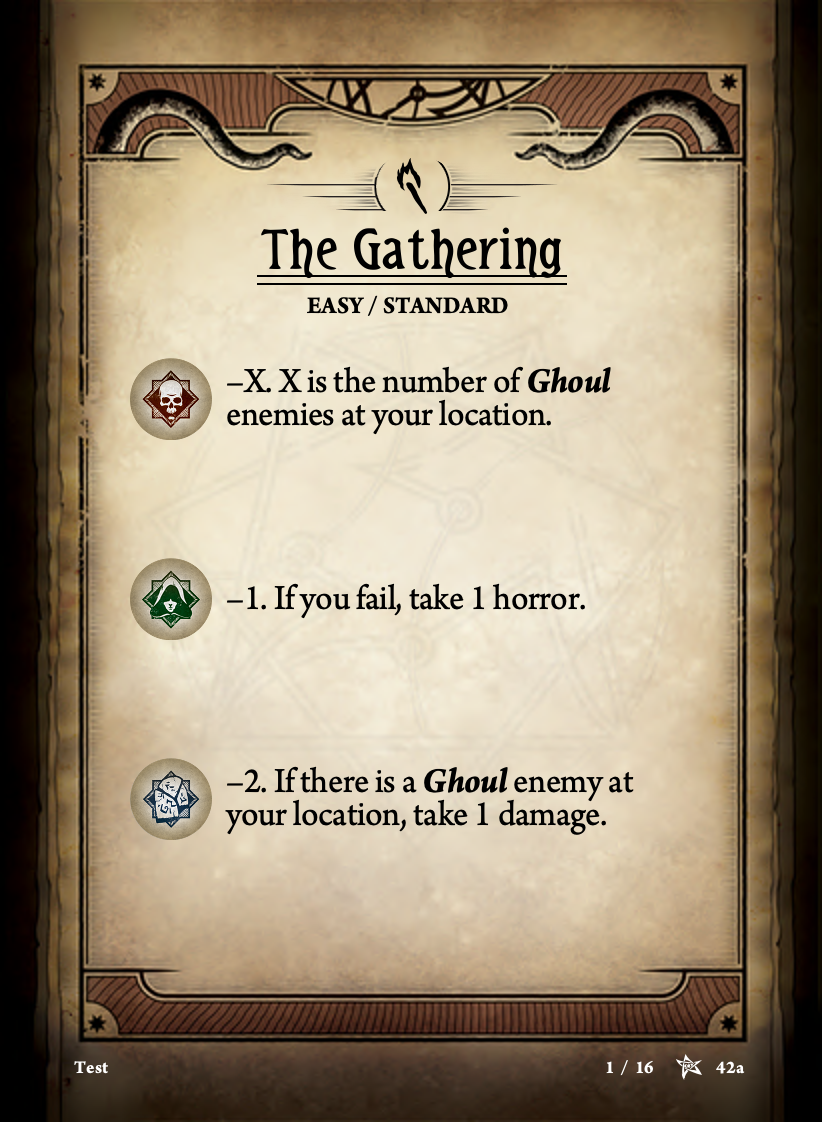 The Gathering
EASY / STANDARD
–X. X is the number of Ghoul
enemies at your location.
–1. If you fail, take 1 horror.
–2. If there is a Ghoul enemy at
your location, take 1 damage.
Test
1 / 16
42a